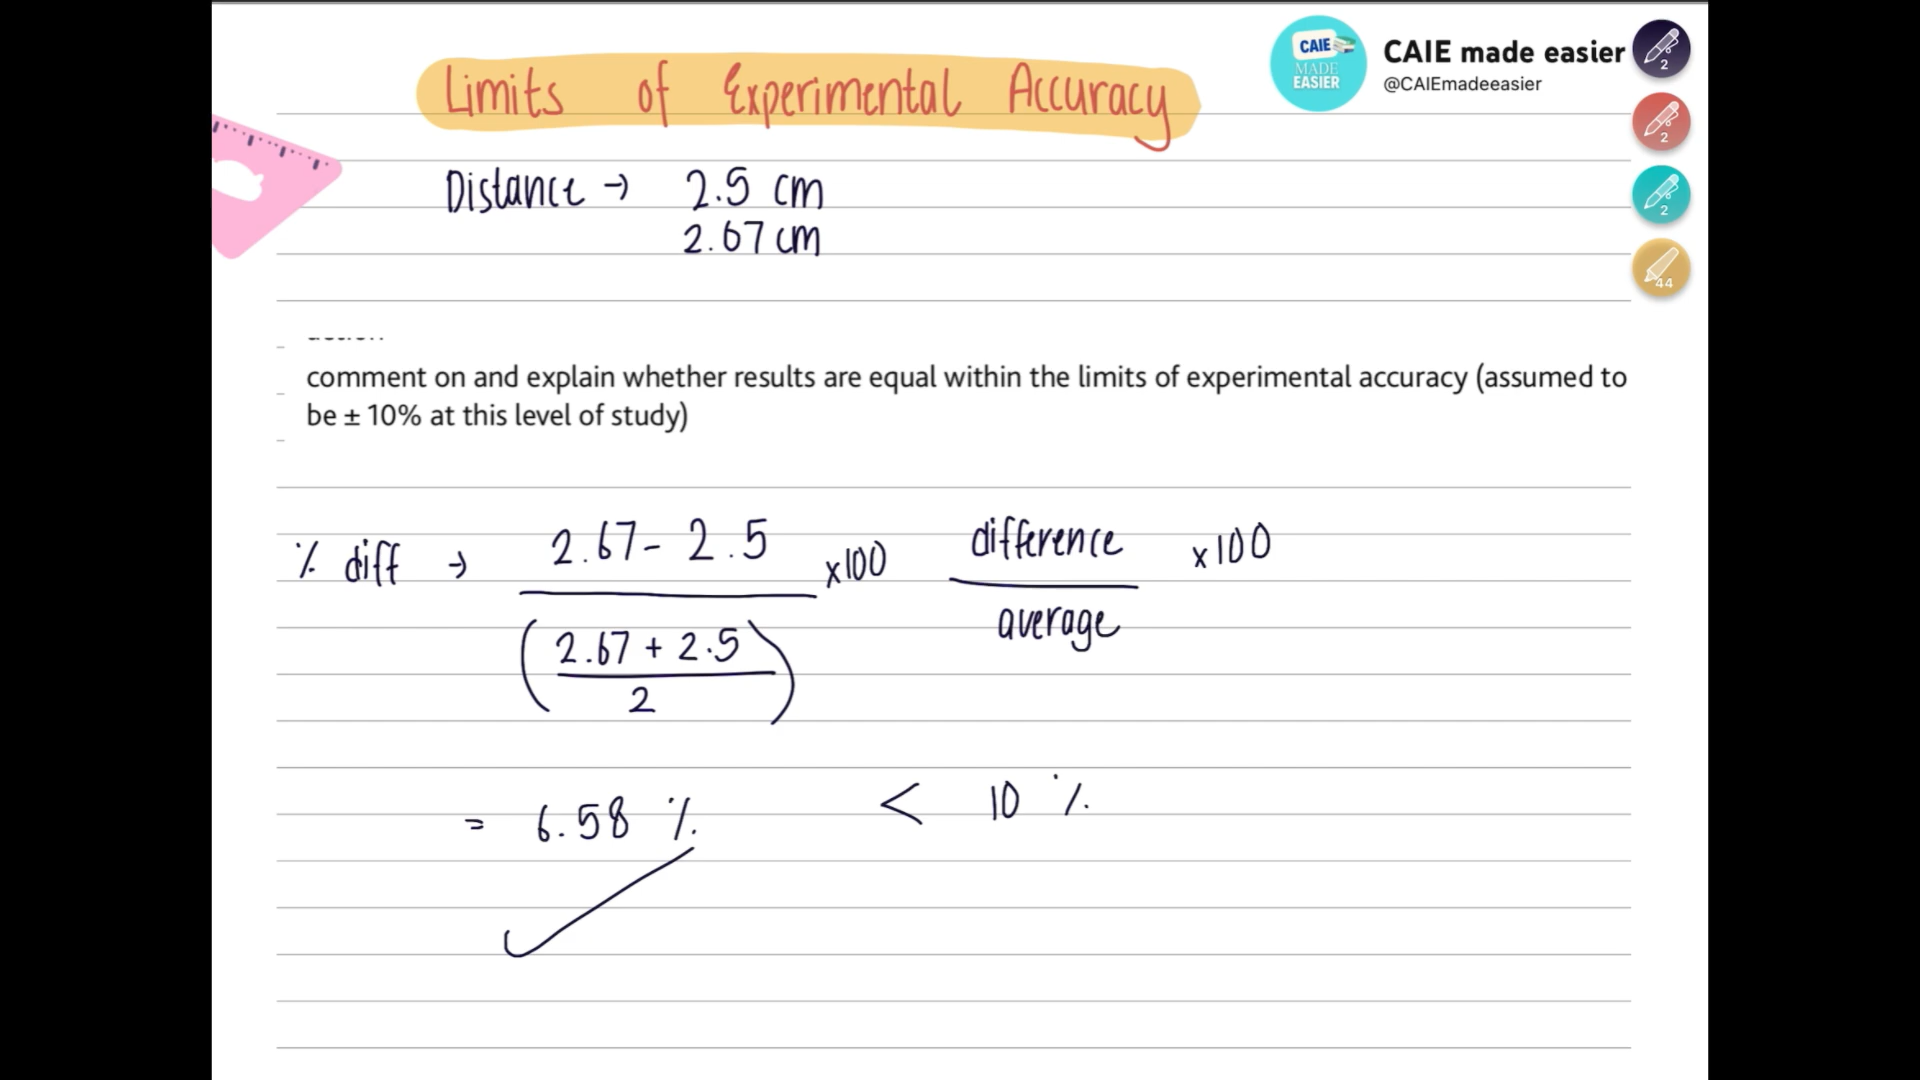 Limits of Experimental Accuracy
CAIE
MADE
EASIER
CAIE made easier
@CAIEmadeeasier
2
2
2
44
Distance → 2.5 cm
2.67 cm
comment on and explain whether results are equal within the limits of experimental accuracy (assumed to
be ± 10% at this level of study)
% diff → 2.67 - 2.5 x100 difference x100
(2.67 + 2.5) average
2
= 6.58 % < 10 %